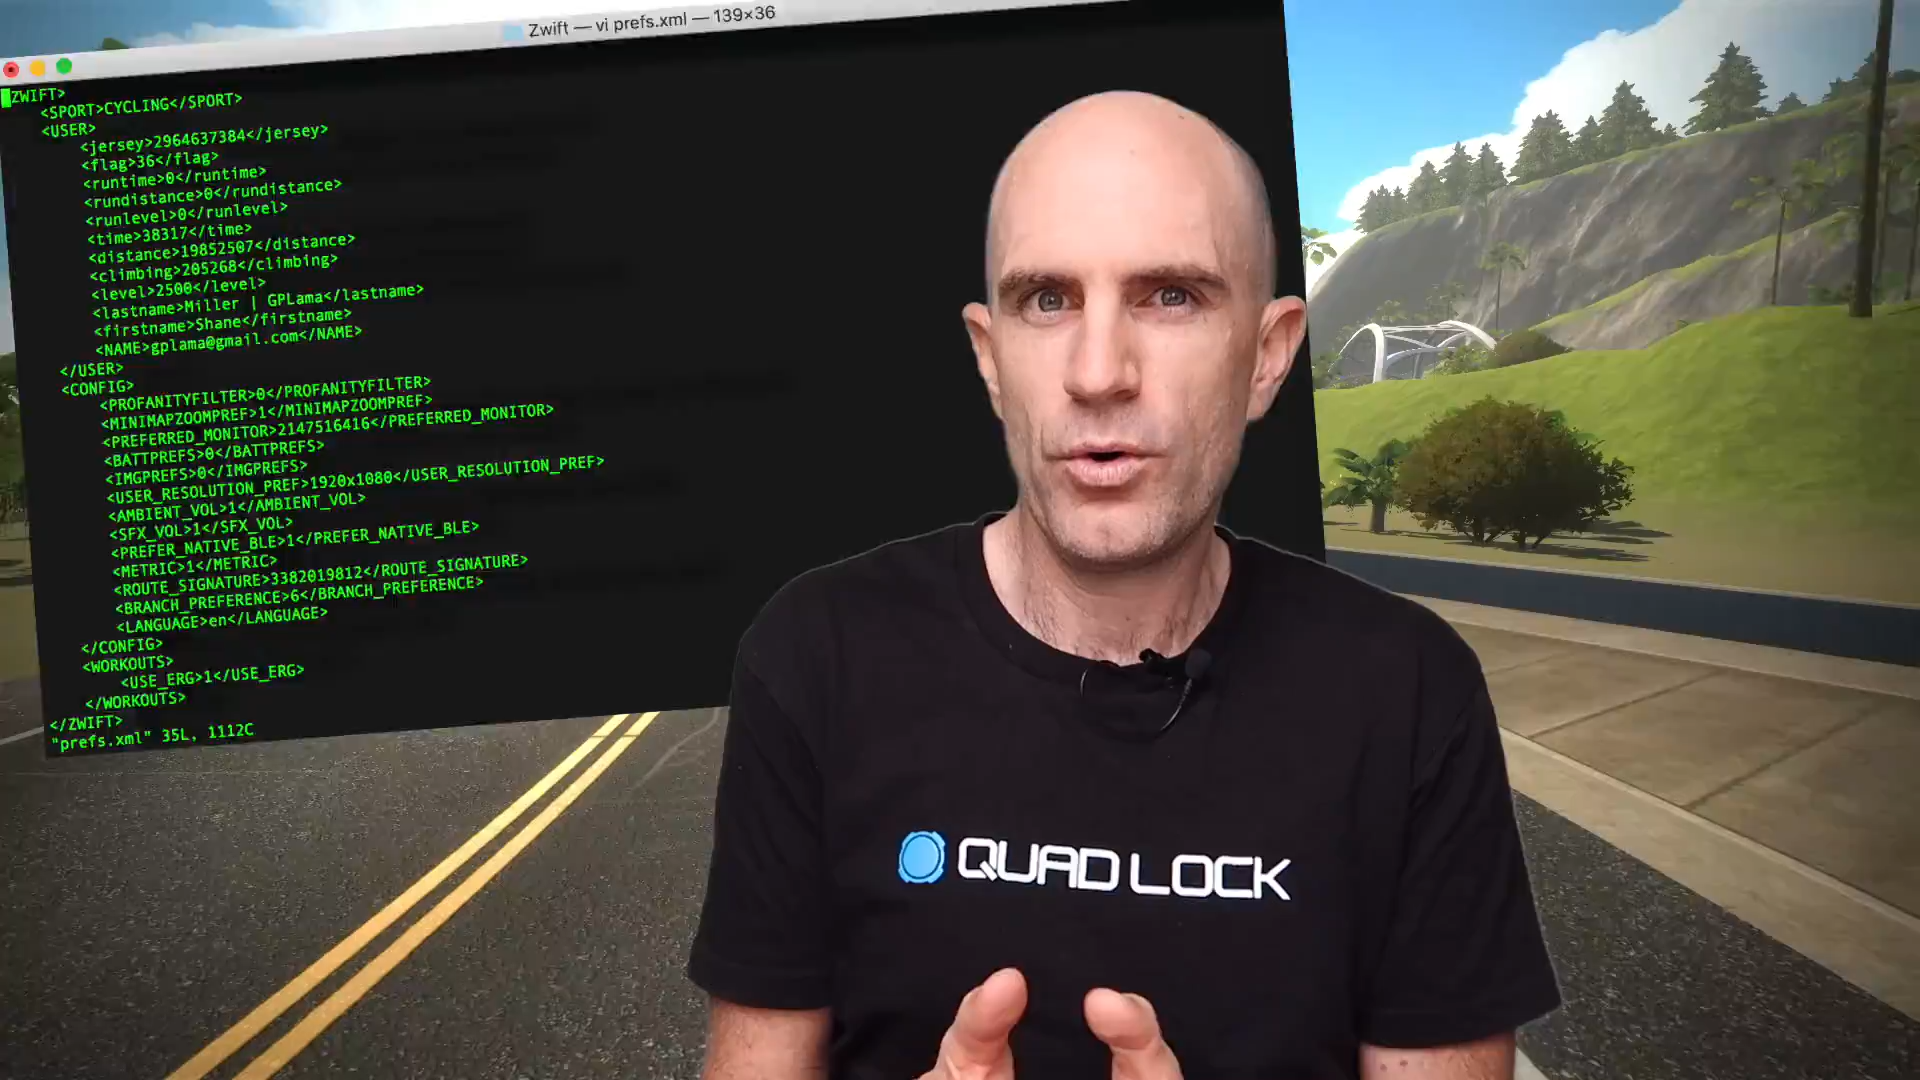 Zwift — vi prefs.xml — 139×36
ZWIFT>
<SPORT>CYCLING</SPORT>
<USER>
<jersey>2964637384</jersey>
<flag>36</flag>
<runtime>0</runtime>
<rundistance>0</rundistance>
<runlevel>0</runlevel>
<time>38317</time>
<distance>19852507</distance>
<climbing>205268</climbing>
<level>2500</level>
<lastname>Miller | GPLama</lastname>
<firstname>Shane</firstname>
<NAME>gplama@gmail.com</NAME>
</USER>
<CONFIG>
<PROFANITYFILTER>0</PROFANITYFILTER>
<MINIMAPZOOMPREF>1</MINIMAPZOOMPREF>
<PREFERRED_MONITOR>2147516416</PREFERRED_MONITOR>
<BATTPREFS>0</BATTPREFS>
<IMGPREFS>0</IMGPREFS>
<USER_RESOLUTION_PREF>1920x1080</USER_RESOLUTION_PREF>
<AMBIENT_VOL>1</AMBIENT_VOL>
<SFX_VOL>1</SFX_VOL>
<PREFER_NATIVE_BLE>1</PREFER_NATIVE_BLE>
<METRIC>1</METRIC>
<ROUTE_SIGNATURE>3382019812</ROUTE_SIGNATURE>
<BRANCH_PREFERENCE>6</BRANCH_PREFERENCE>
<LANGUAGE>en</LANGUAGE>
</CONFIG>
<WORKOUTS>
<USE_ERG>1</USE_ERG>
</WORKOUTS>
</ZWIFT>
"prefs.xml" 35L, 1112C
QUAD LOCK